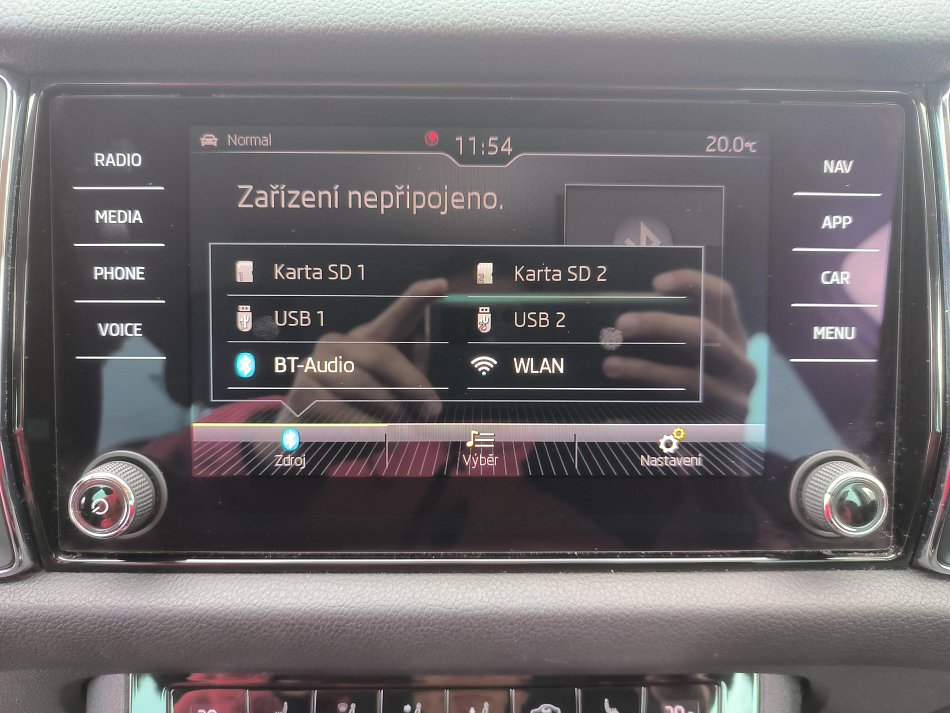 Normal 11:54 20.0°C
RADIO
MEDIA
PHONE
VOICE
Zařízení nepřipojeno.
Karta SD 1 Karta SD 2
USB 1 USB 2
BT-Audio WLAN
Zdroj Výběr Nastavení
NAV
APP
CAR
MENU